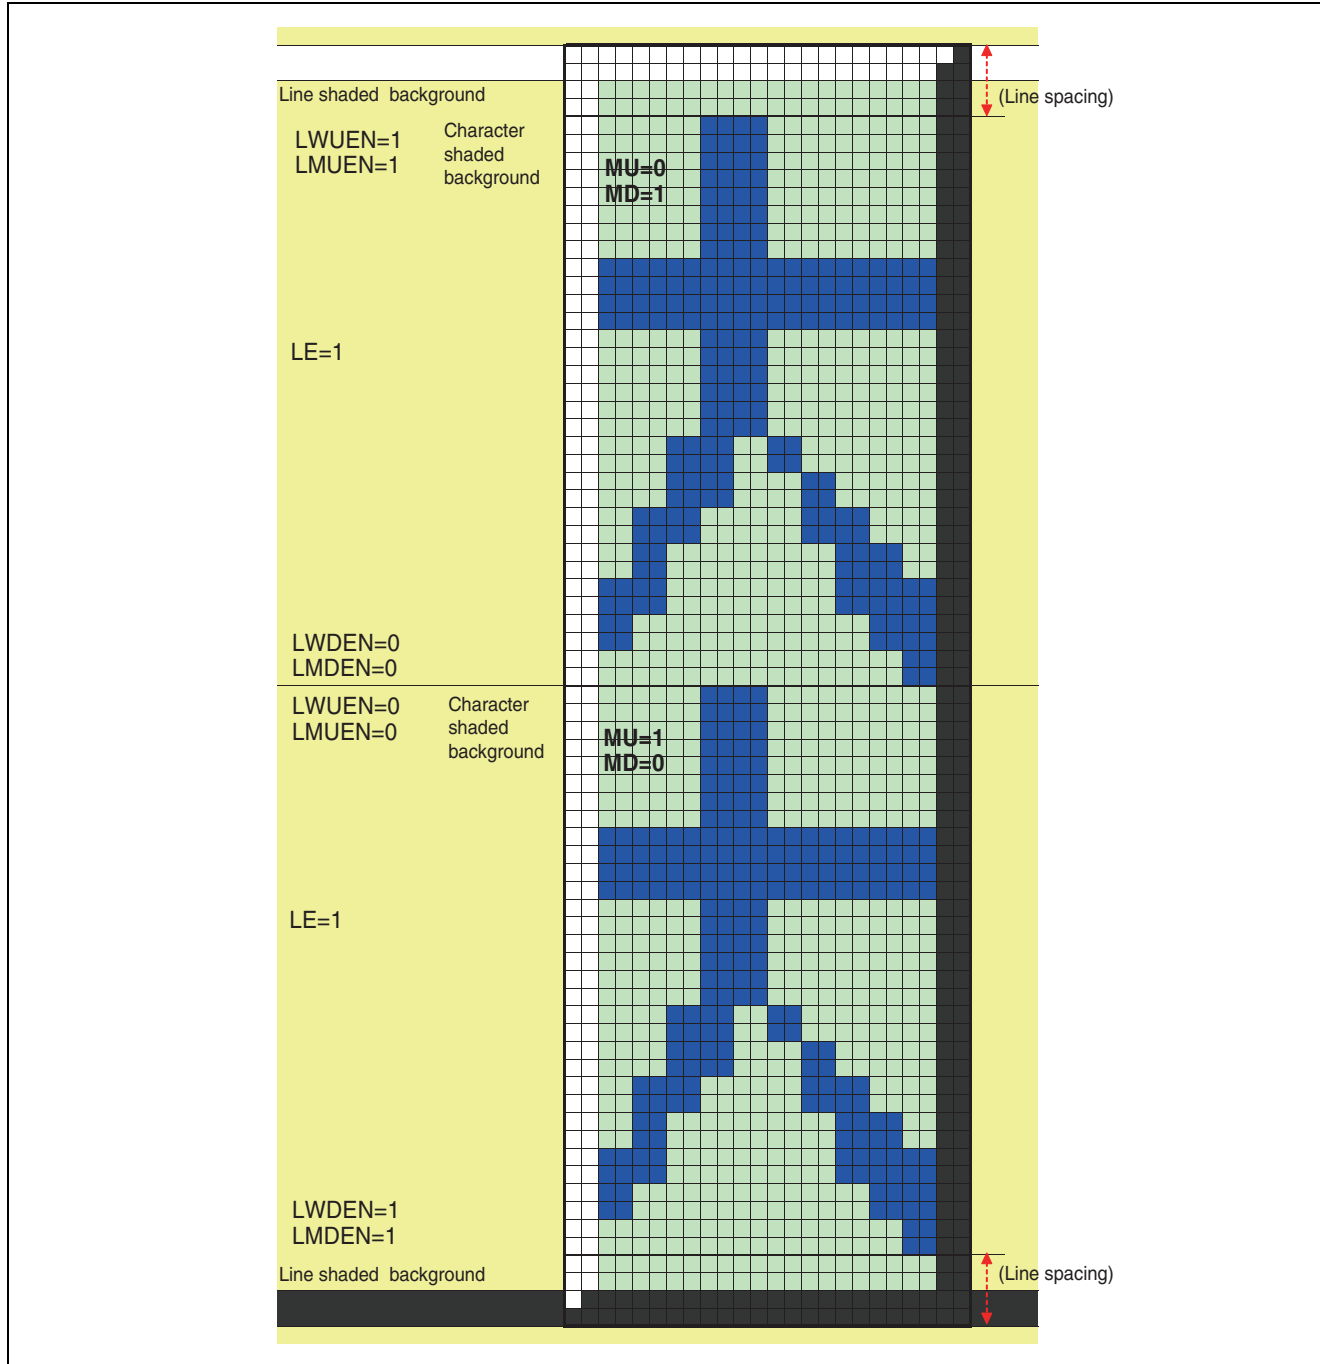 Line shaded background
(Line spacing)
LWUEN=1
LMUEN=1
Character
shaded
background
MU=0
MD=1
LE=1
LWDEN=0
LMDEN=0
LWUEN=0
LMUEN=0
Character
shaded
background
MU=1
MD=0
LE=1
LWDEN=1
LMDEN=1
Line shaded background
(Line spacing)